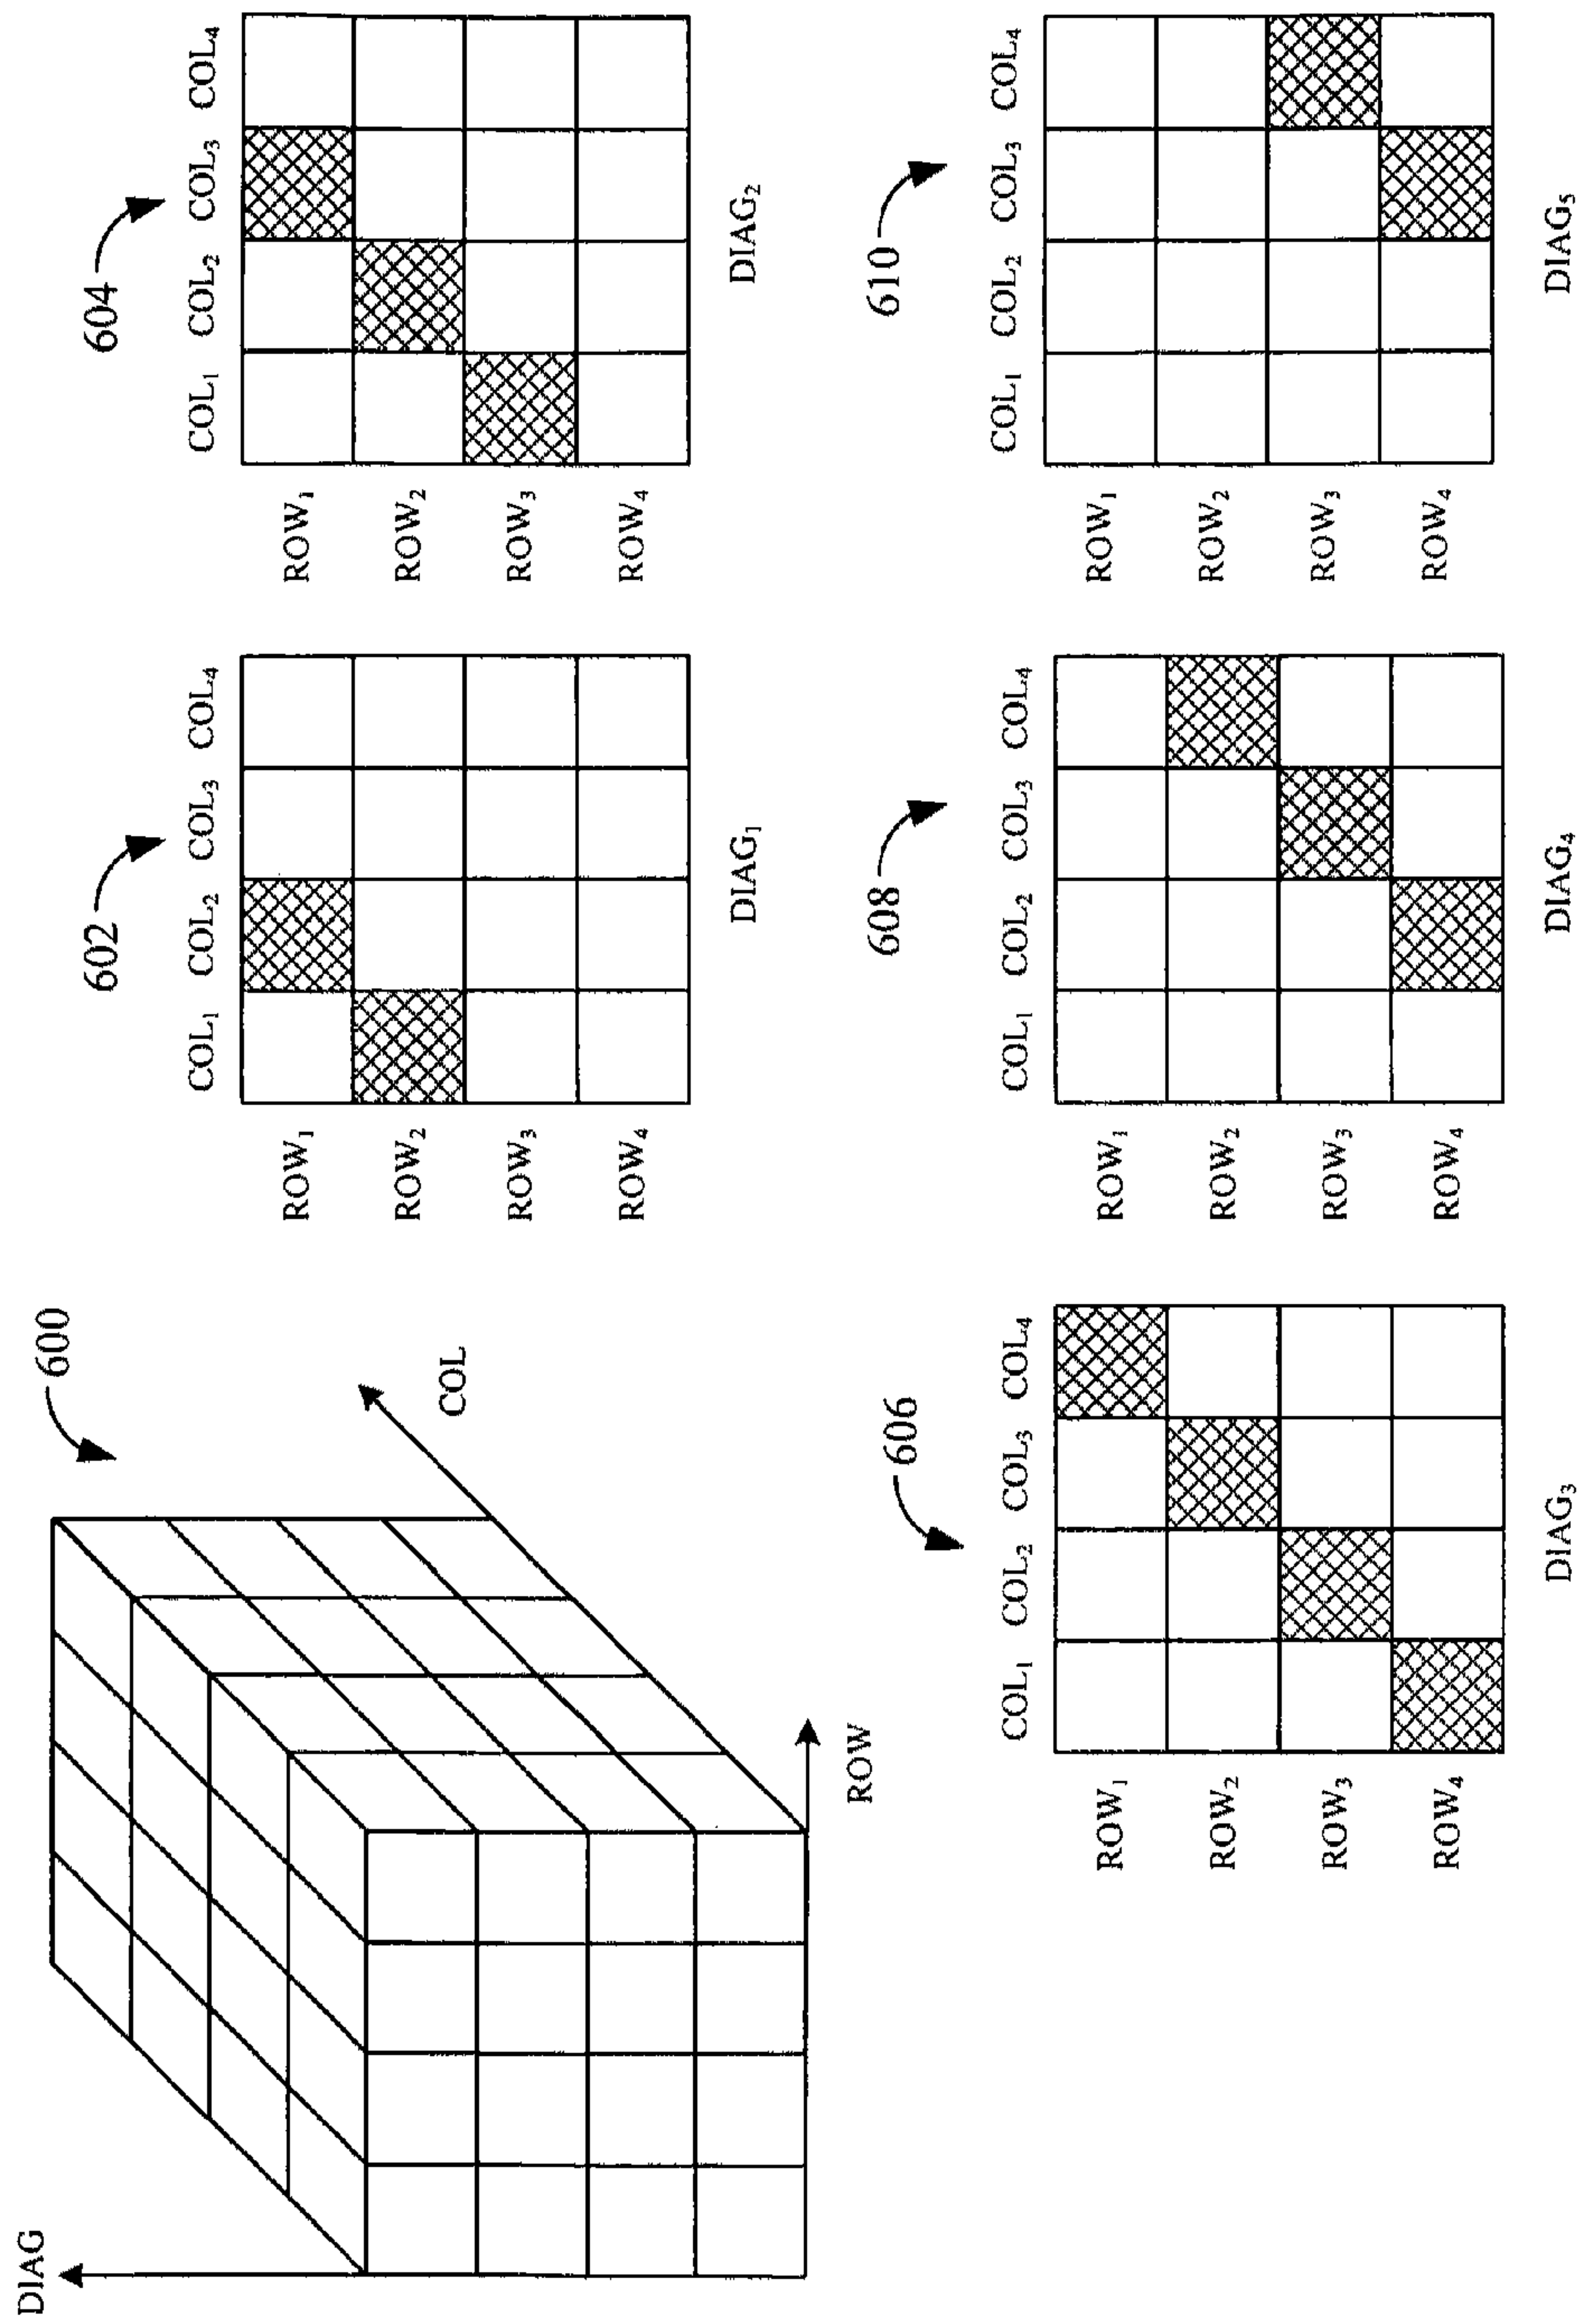 DIAG
600
COL
ROW
602
COL₁ COL₂ COL₃ COL₄
ROW₁
ROW₂
ROW₃
ROW₄
DIAG₁
604
COL₁ COL₂ COL₃ COL₄
ROW₁
ROW₂
ROW₃
ROW₄
DIAG₂
606
COL₁ COL₂ COL₃ COL₄
ROW₁
ROW₂
ROW₃
ROW₄
DIAG₃
608
COL₁ COL₂ COL₃ COL₄
ROW₁
ROW₂
ROW₃
ROW₄
DIAG₄
610
COL₁ COL₂ COL₃ COL₄
ROW₁
ROW₂
ROW₃
ROW₄
DIAG₅